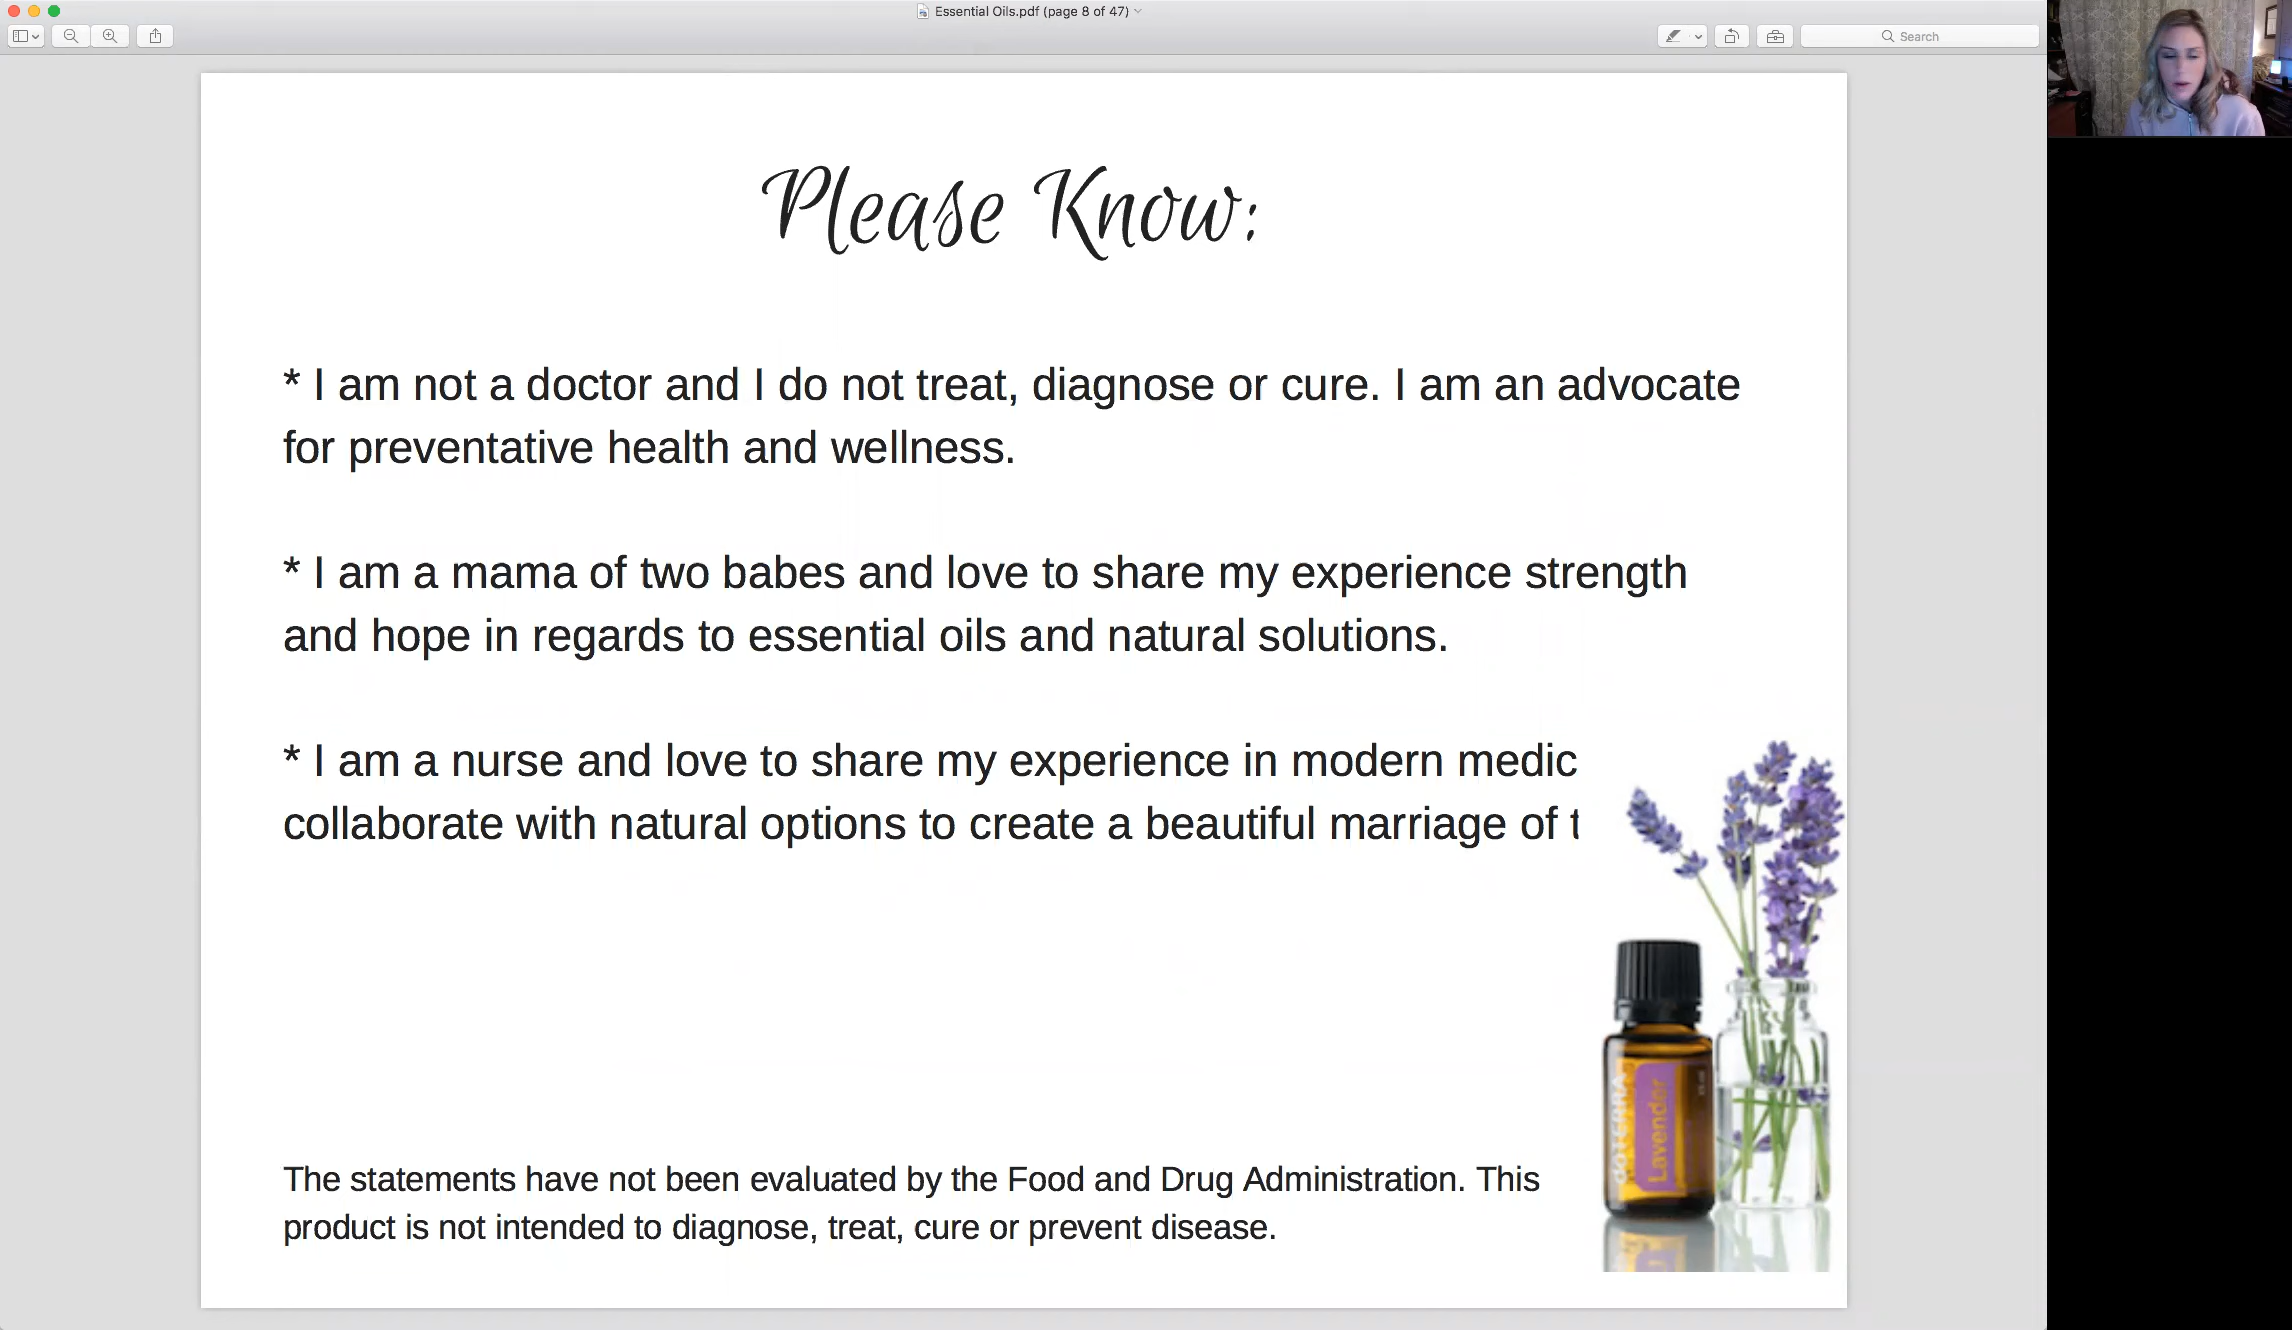 Essential Oils.pdf (page 8 of 47)
Search
Please Know:
* I am not a doctor and I do not treat, diagnose or cure. I am an advocate
for preventative health and wellness.
* I am a mama of two babes and love to share my experience strength
and hope in regards to essential oils and natural solutions.
* I am a nurse and love to share my experience in modern medic
collaborate with natural options to create a beautiful marriage of t
dōTERRA
Lavender
The statements have not been evaluated by the Food and Drug Administration. This
product is not intended to diagnose, treat, cure or prevent disease.